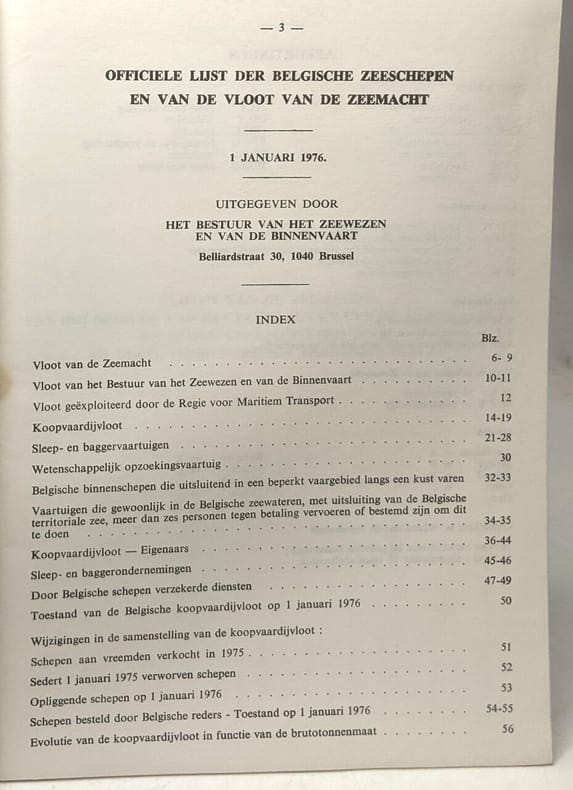 — 3 —
OFFICIELE LIJST DER BELGISCHE ZEESCHEPEN
EN VAN DE VLOOT VAN DE ZEEMACHT
1 JANUARI 1976.
UITGEGEVEN DOOR
HET BESTUUR VAN HET ZEEWEZEN
EN VAN DE BINNENVAART
Belliardstraat 30, 1040 Brussel
INDEX
Blz.
Vloot van de Zeemacht . . . . . . . . . . . . . . . . . . . . . . 6- 9
Vloot van het Bestuur van het Zeewezen en van de Binnenvaart . . . . . . . . 10-11
Vloot geëxploiteerd door de Regie voor Maritiem Transport . . . . . . . . . . 12
Koopvaardijvloot . . . . . . . . . . . . . . . . . . . . . . . . 14-19
Sleep- en baggervaartuigen . . . . . . . . . . . . . . . . . . . . . 21-28
Wetenschappelijk opzoekingsvaartuig . . . . . . . . . . . . . . . . . . 30
Belgische binnenschepen die uitsluitend in een beperkt vaargebied langs een kust varen 32-33
Vaartuigen die gewoonlijk in de Belgische zeewateren, met uitsluiting van de Belgische
territoriale zee, meer dan zes personen tegen betaling vervoeren of bestemd zijn om dit
te doen . . . . . . . . . . . . . . . . . . . . . . . . . . . 34-35
Koopvaardijvloot — Eigenaars . . . . . . . . . . . . . . . . . . . . 36-44
Sleep- en baggerondernemingen . . . . . . . . . . . . . . . . . . . . 45-46
Door Belgische schepen verzekerde diensten . . . . . . . . . . . . . . . 47-49
Toestand van de Belgische koopvaardijvloot op 1 januari 1976 . . . . . . . . 50
Wijzigingen in de samenstelling van de koopvaardijvloot :
Schepen aan vreemden verkocht in 1975 . . . . . . . . . . . . . . . . . 51
Sedert 1 januari 1975 verworven schepen . . . . . . . . . . . . . . . . 52
Opliggende schepen op 1 januari 1976 . . . . . . . . . . . . . . . . . 53
Schepen besteld door Belgische reders - Toestand op 1 januari 1976 . . . . . . . 54-55
Evolutie van de koopvaardijvloot in functie van de brutotonnenmaat . . . . . . . 56